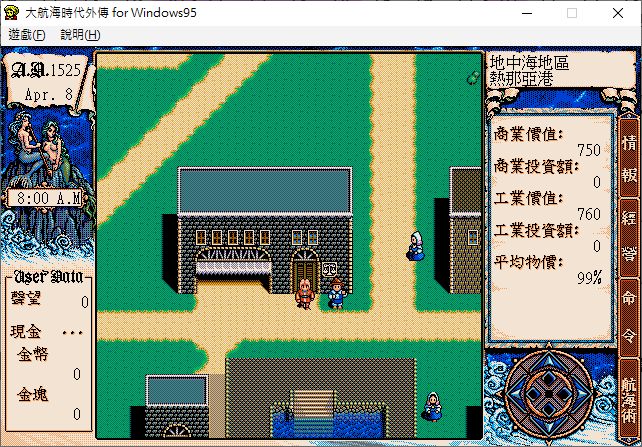 大航海時代外傳 for Windows95
遊戲(F) 說明(H)
A.D.1525
Apr. 8
8:00 A.M
User Data
聲望 0
現金 ...
金幣
0
金塊
0
地中海地區
熱那亞港
商業價值:
750
商業投資額:
0
工業價值:
760
工業投資額:
0
平均物價:
99%
情報
經營
命令
航海術